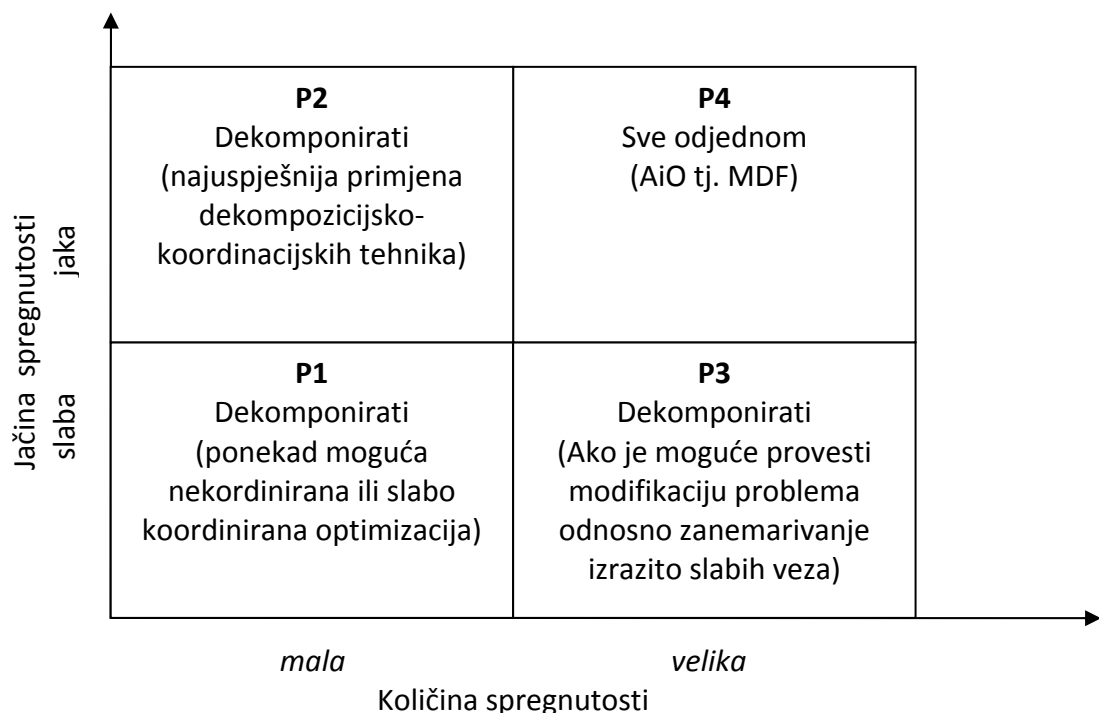 P2
Dekomponirati
(najuspješnija primjena
dekompozicijsko-
koordinacijskih tehnika)
P4
Sve odjednom
(AiO tj. MDF)
P1
Dekomponirati
(ponekad moguća
nekordinirana ili slabo
koordinirana optimizacija)
P3
Dekomponirati
(Ako je moguće provesti
modifikaciju problema
odnosno zanemarivanje
izrazito slabih veza)
Jačina spregnutosti
slaba jaka
mala velika
Količina spregnutosti